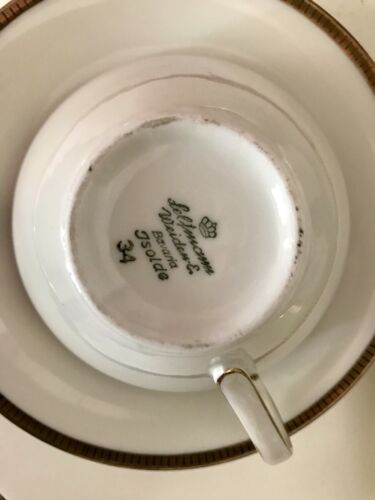 Seltmann
Weiden-E.
Bavaria
Isolde
34